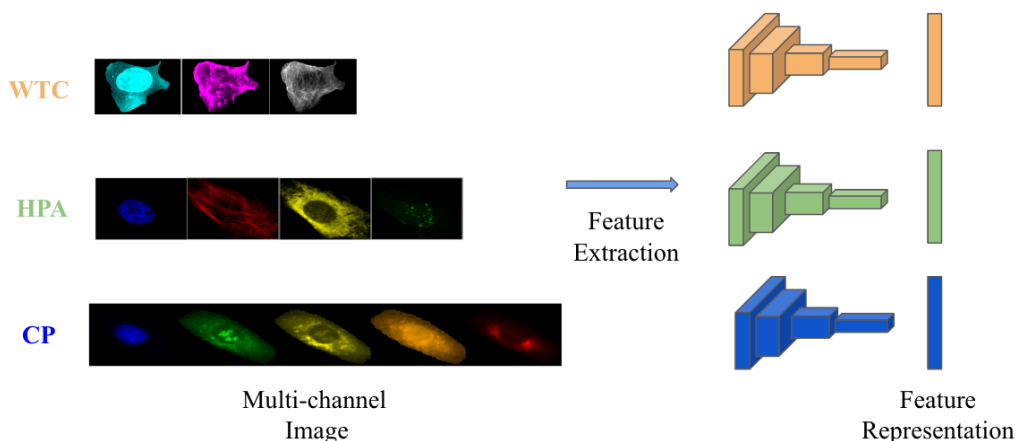 WTC
HPA
CP
Feature
Extraction
Multi-channel
Image
Feature
Representation